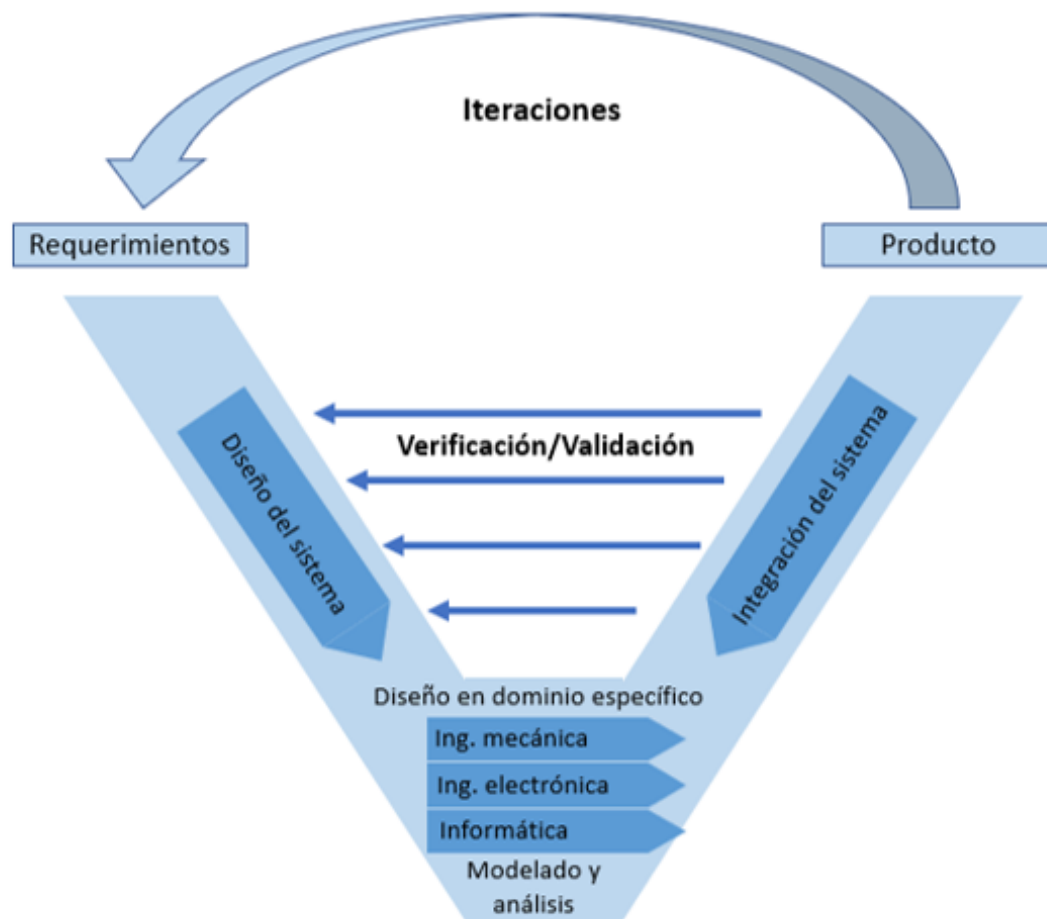 Iteraciones
Requerimientos
Producto
Verificación/Validación
Diseño del sistema
Integración del sistema
Diseño en dominio específico
Ing. mecánica
Ing. electrónica
Informática
Modelado y
análisis